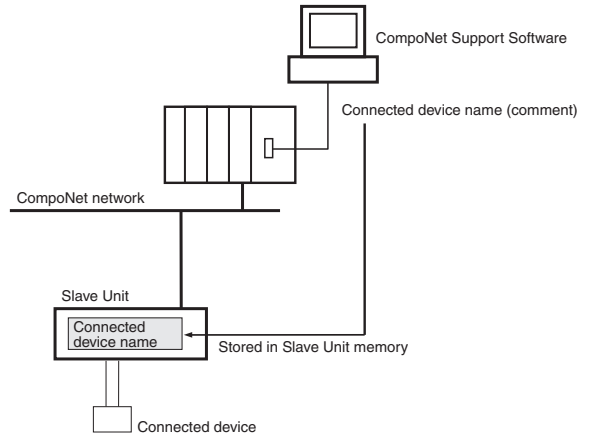 CompoNet Support Software
Connected device name (comment)
CompoNet network
Slave Unit
Connected
device name
Stored in Slave Unit memory
Connected device